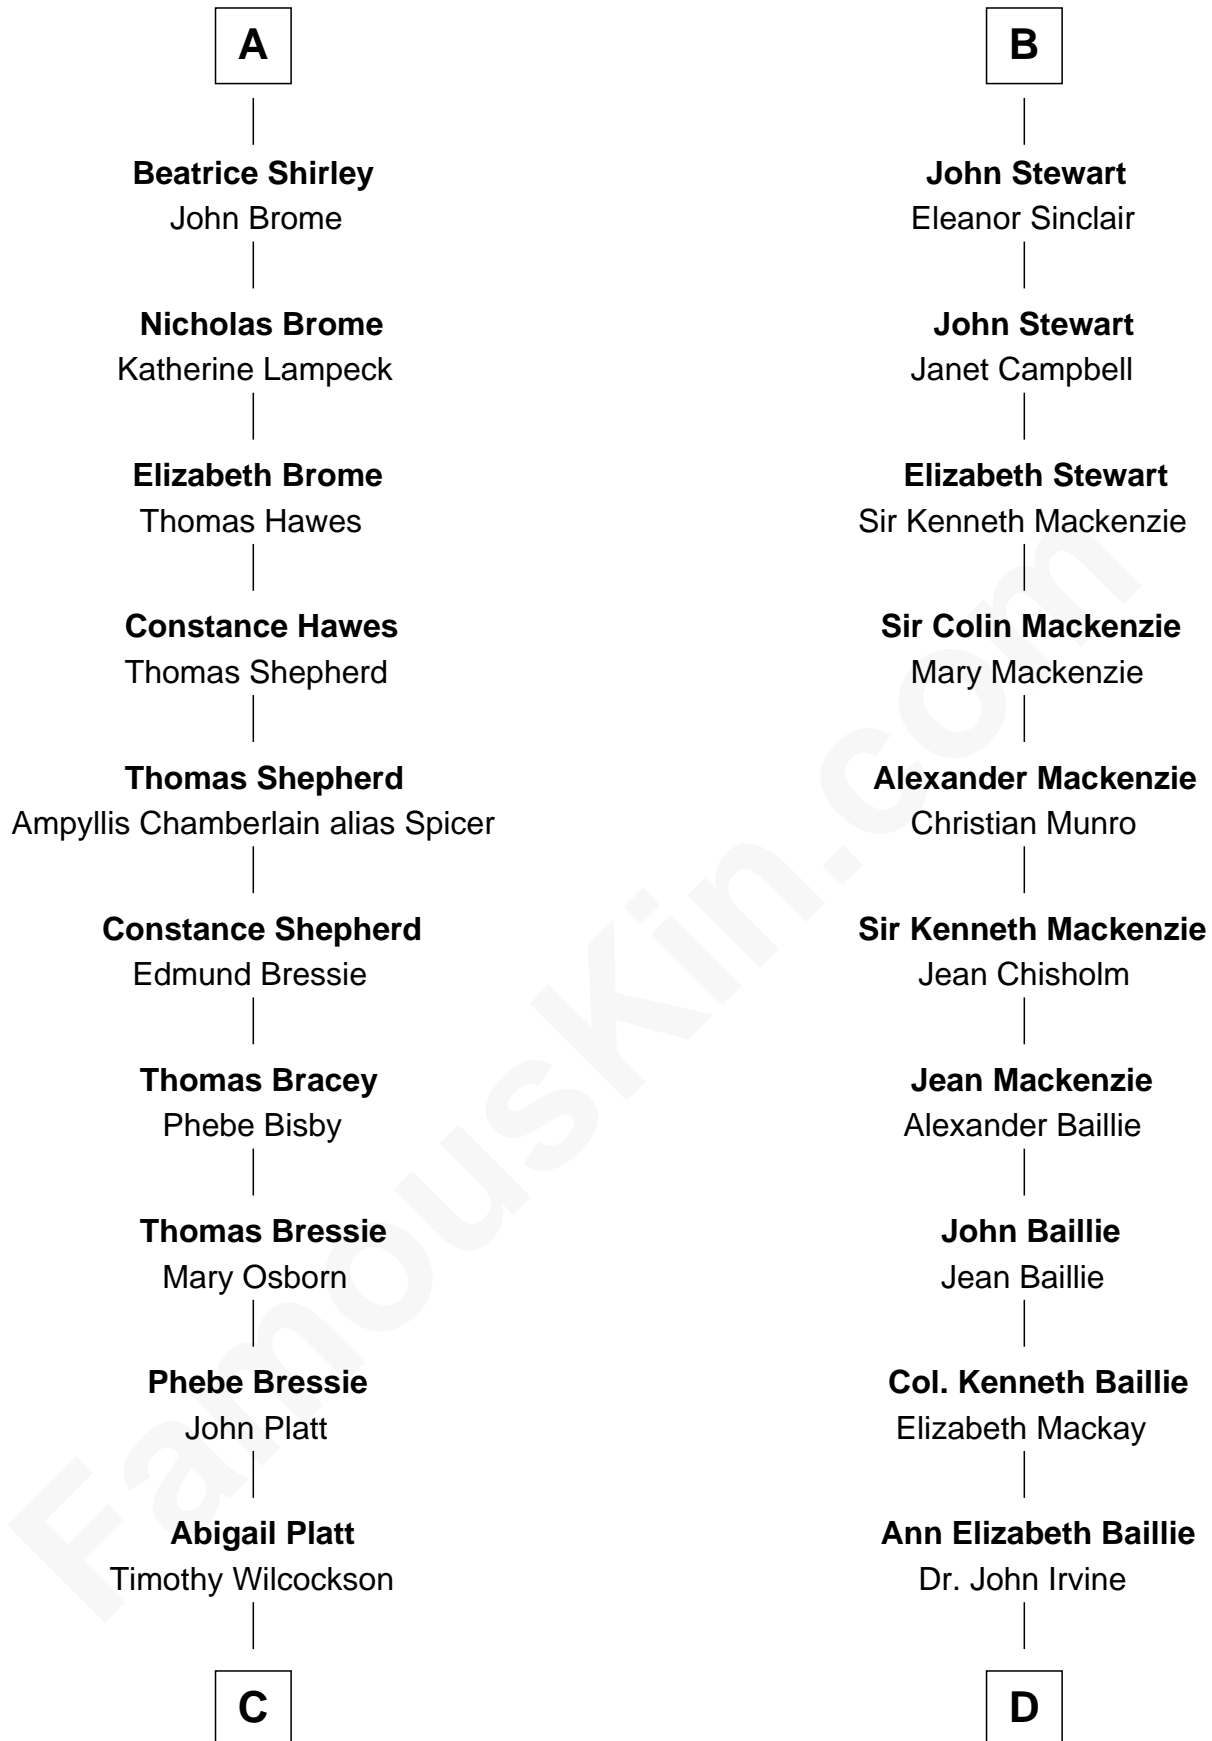 A
Beatrice Shirley
John Brome
Nicholas Brome
Katherine Lampeck
Elizabeth Brome
Thomas Hawes
Constance Hawes
Thomas Shepherd
Thomas Shepherd
Ampyllis Chamberlain alias Spicer
Constance Shepherd
Edmund Bressie
Thomas Bracey
Phebe Bisby
Thomas Bressie
Mary Osborn
Phebe Bressie
John Platt
Abigail Platt
Timothy Wilcockson
C
B
John Stewart
Eleanor Sinclair
John Stewart
Janet Campbell
Elizabeth Stewart
Sir Kenneth Mackenzie
Sir Colin Mackenzie
Mary Mackenzie
Alexander Mackenzie
Christian Munro
Sir Kenneth Mackenzie
Jean Chisholm
Jean Mackenzie
Alexander Baillie
John Baillie
Jean Baillie
Col. Kenneth Baillie
Elizabeth Mackay
Ann Elizabeth Baillie
Dr. John Irvine
D
FamousKin.com